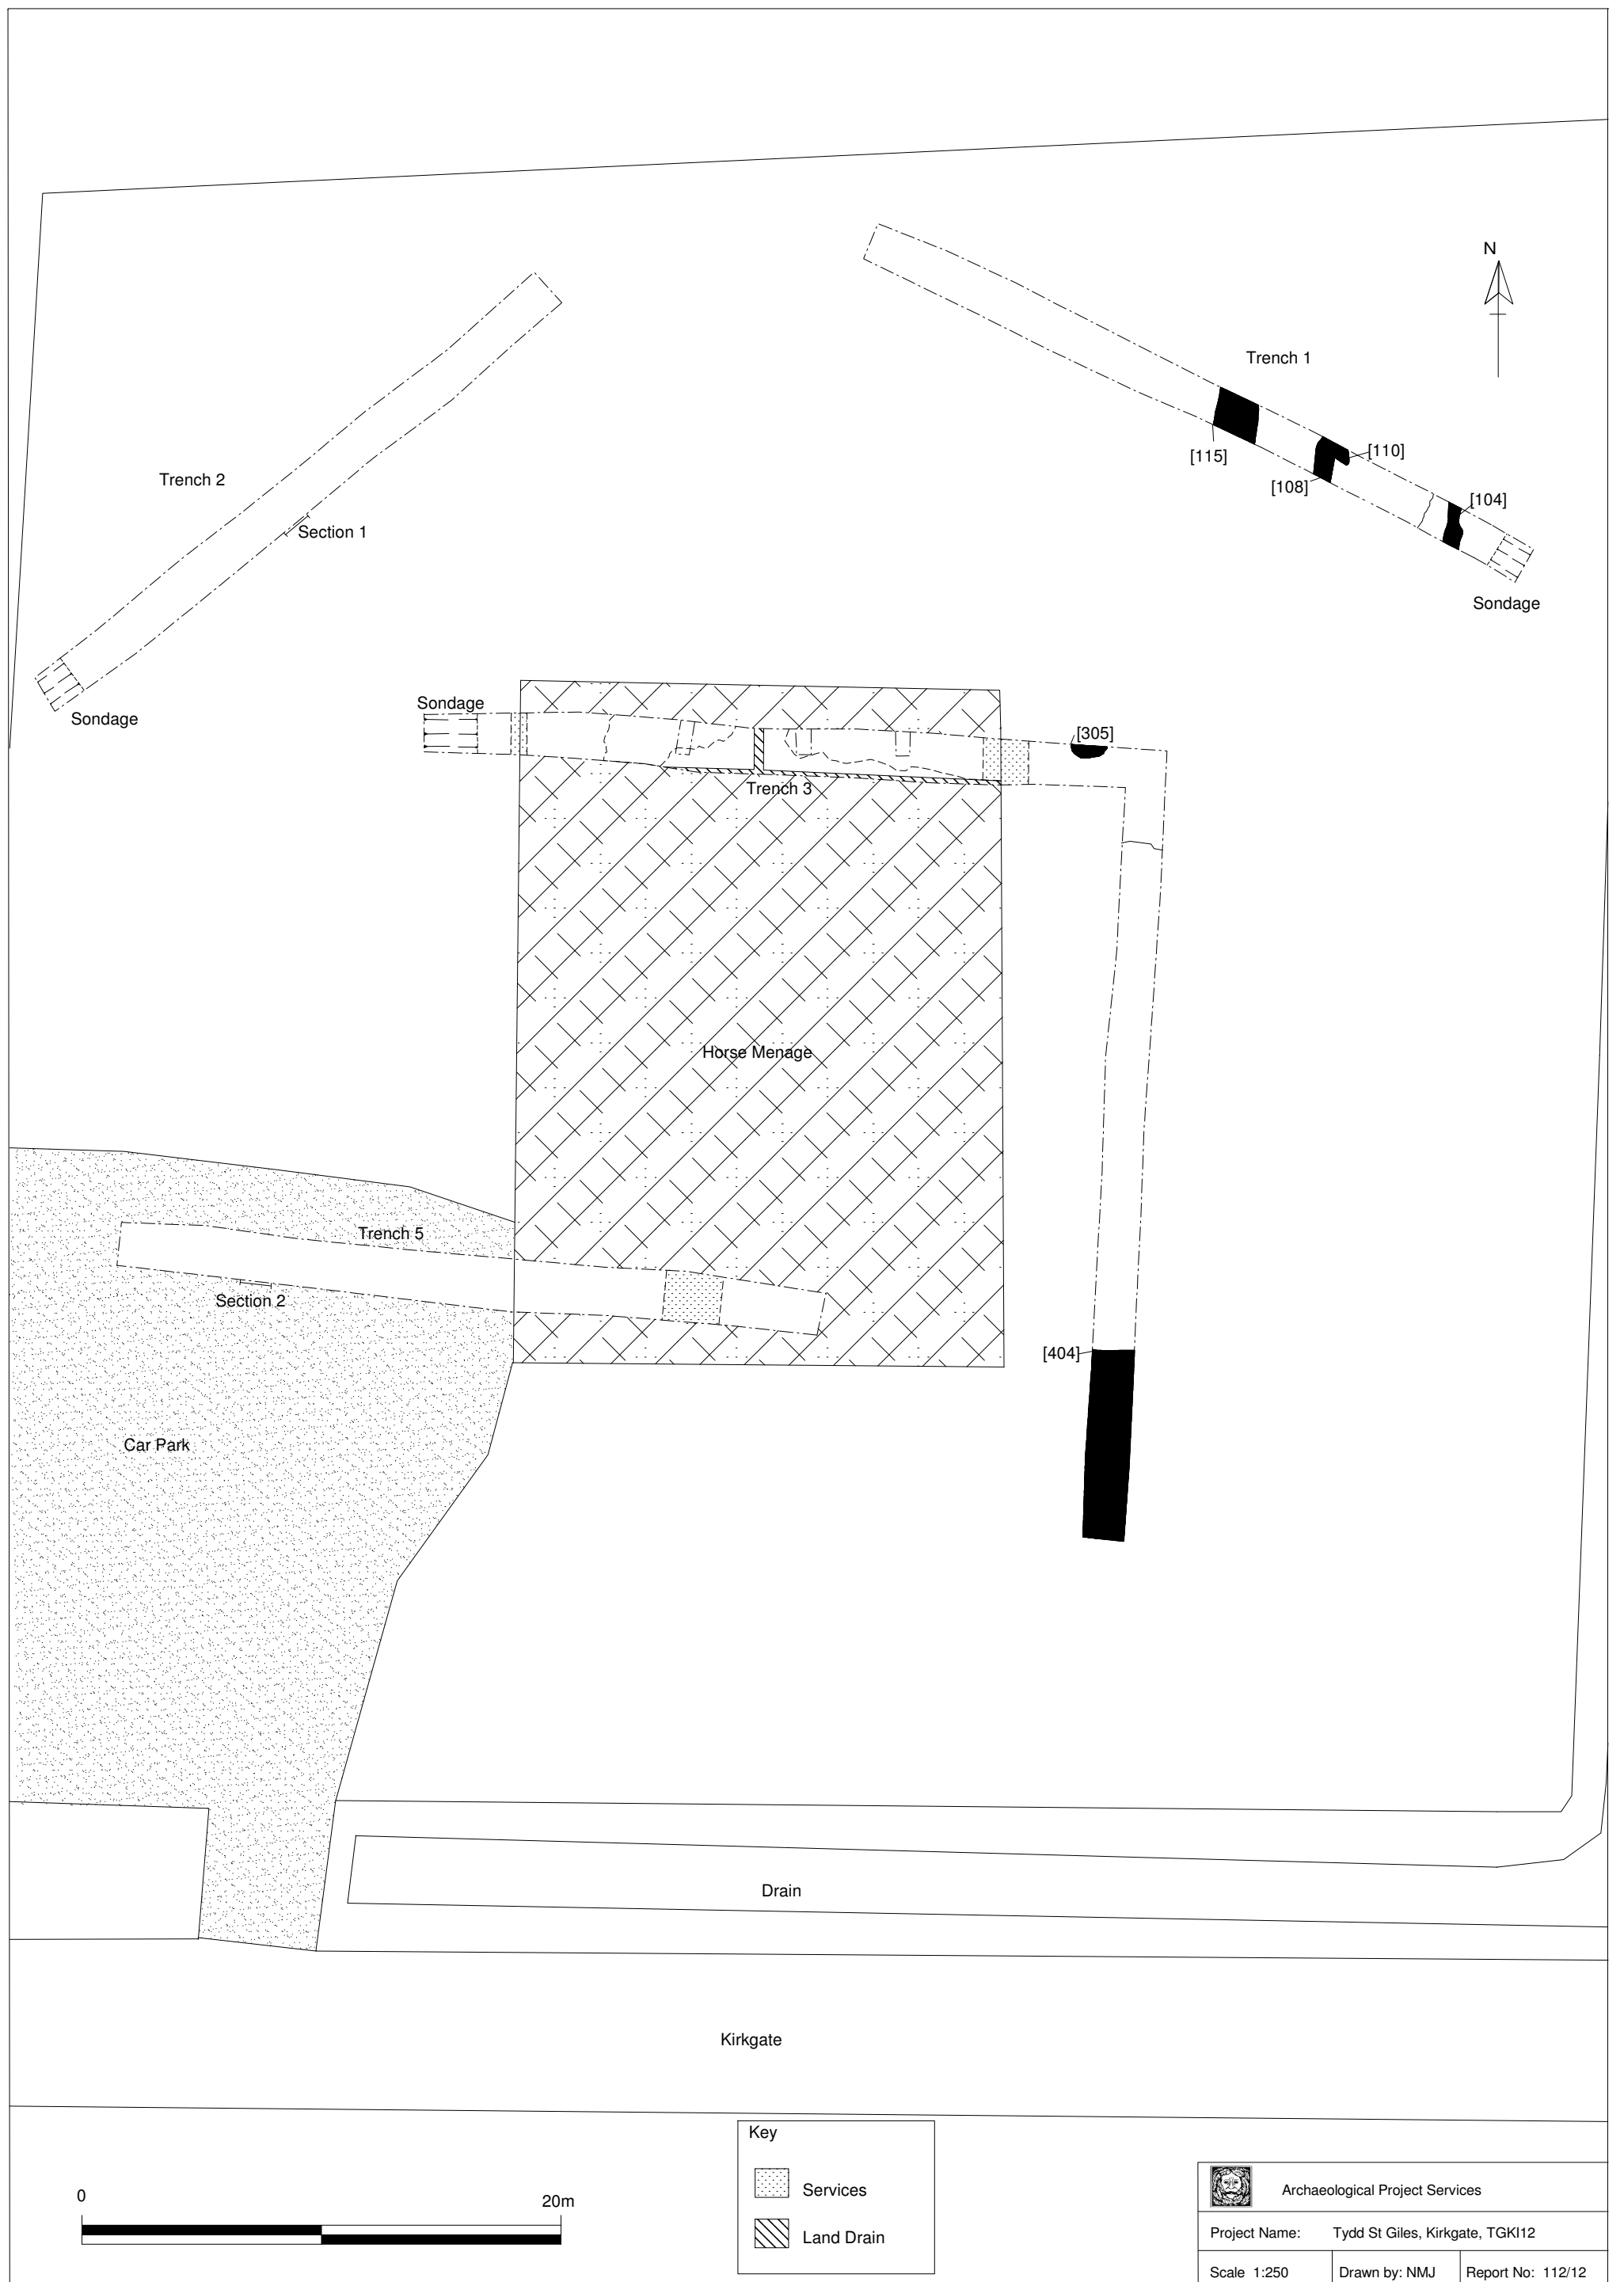 N
Trench 1
[110]
[115]
Trench 2
[108]
[104]
Section 1
Sondage
Sondage
Sondage
[305]
Trench 3
Horse Menage
Trench 5
Section 2
[404]
Car Park
Drain
Kirkgate
Key
Services
Land Drain
0
20m
Archaeological Project Services
Project Name: Tydd St Giles, Kirkgate, TGKI12
Scale 1:250
Drawn by: NMJ
Report No: 112/12